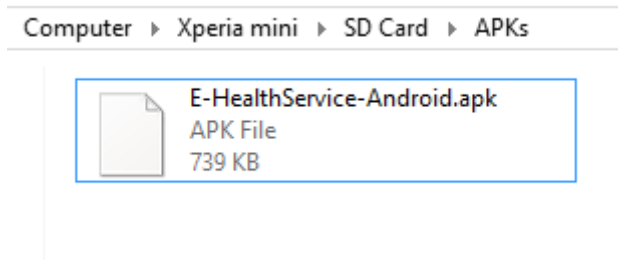 Computer ▸ Xperia mini ▸ SD Card ▸ APKs
E-HealthService-Android.apk
APK File
739 KB